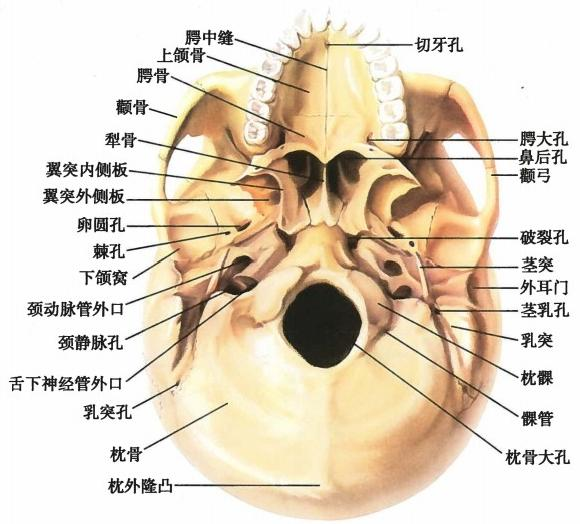 腭中缝
上颌骨
腭骨
颧骨
犁骨
翼突内侧板
翼突外侧板
卵圆孔
棘孔
下颌窝
颈动脉管外口
颈静脉孔
舌下神经管外口
乳突孔
枕骨
枕外隆凸
切牙孔
腭大孔
鼻后孔
颧弓
破裂孔
茎突
外耳门
茎乳孔
乳突
枕髁
髁管
枕骨大孔